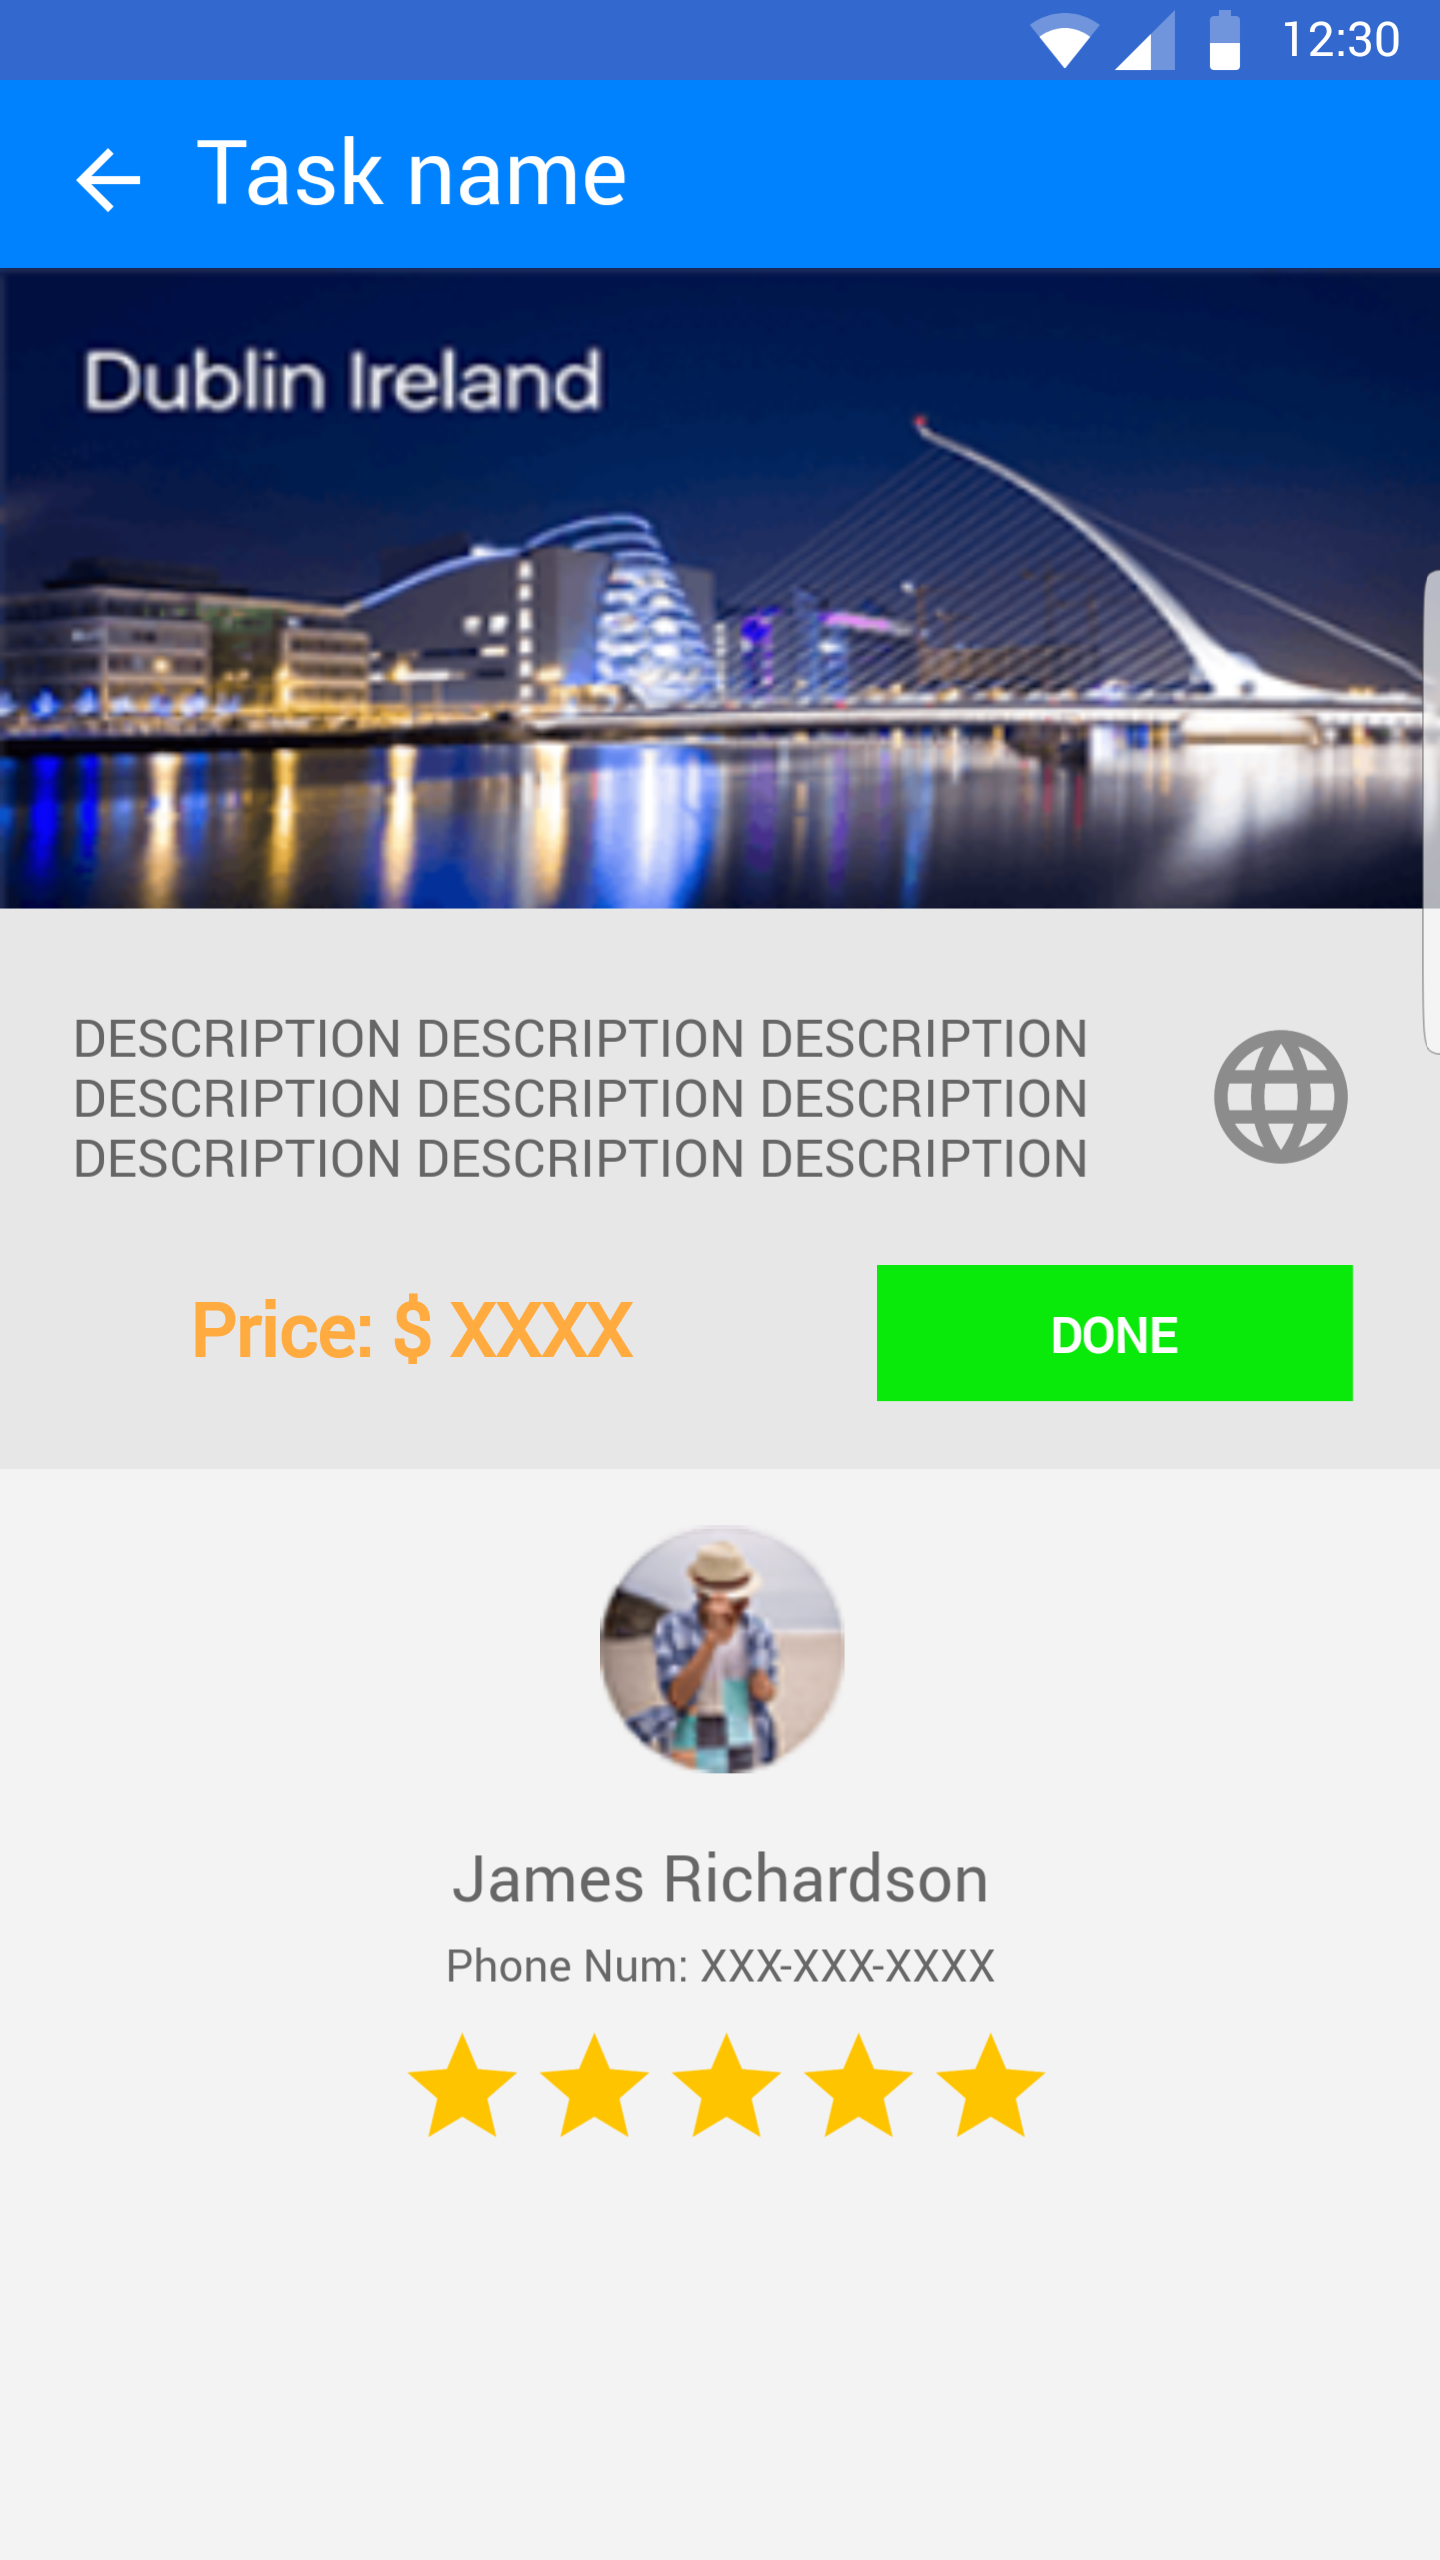 12:30
Task name
Dublin Ireland
DESCRIPTION DESCRIPTION DESCRIPTION
DESCRIPTION DESCRIPTION DESCRIPTION
DESCRIPTION DESCRIPTION DESCRIPTION
Price: $ XXXX
DONE
James Richardson
Phone Num: XXX-XXX-XXXX